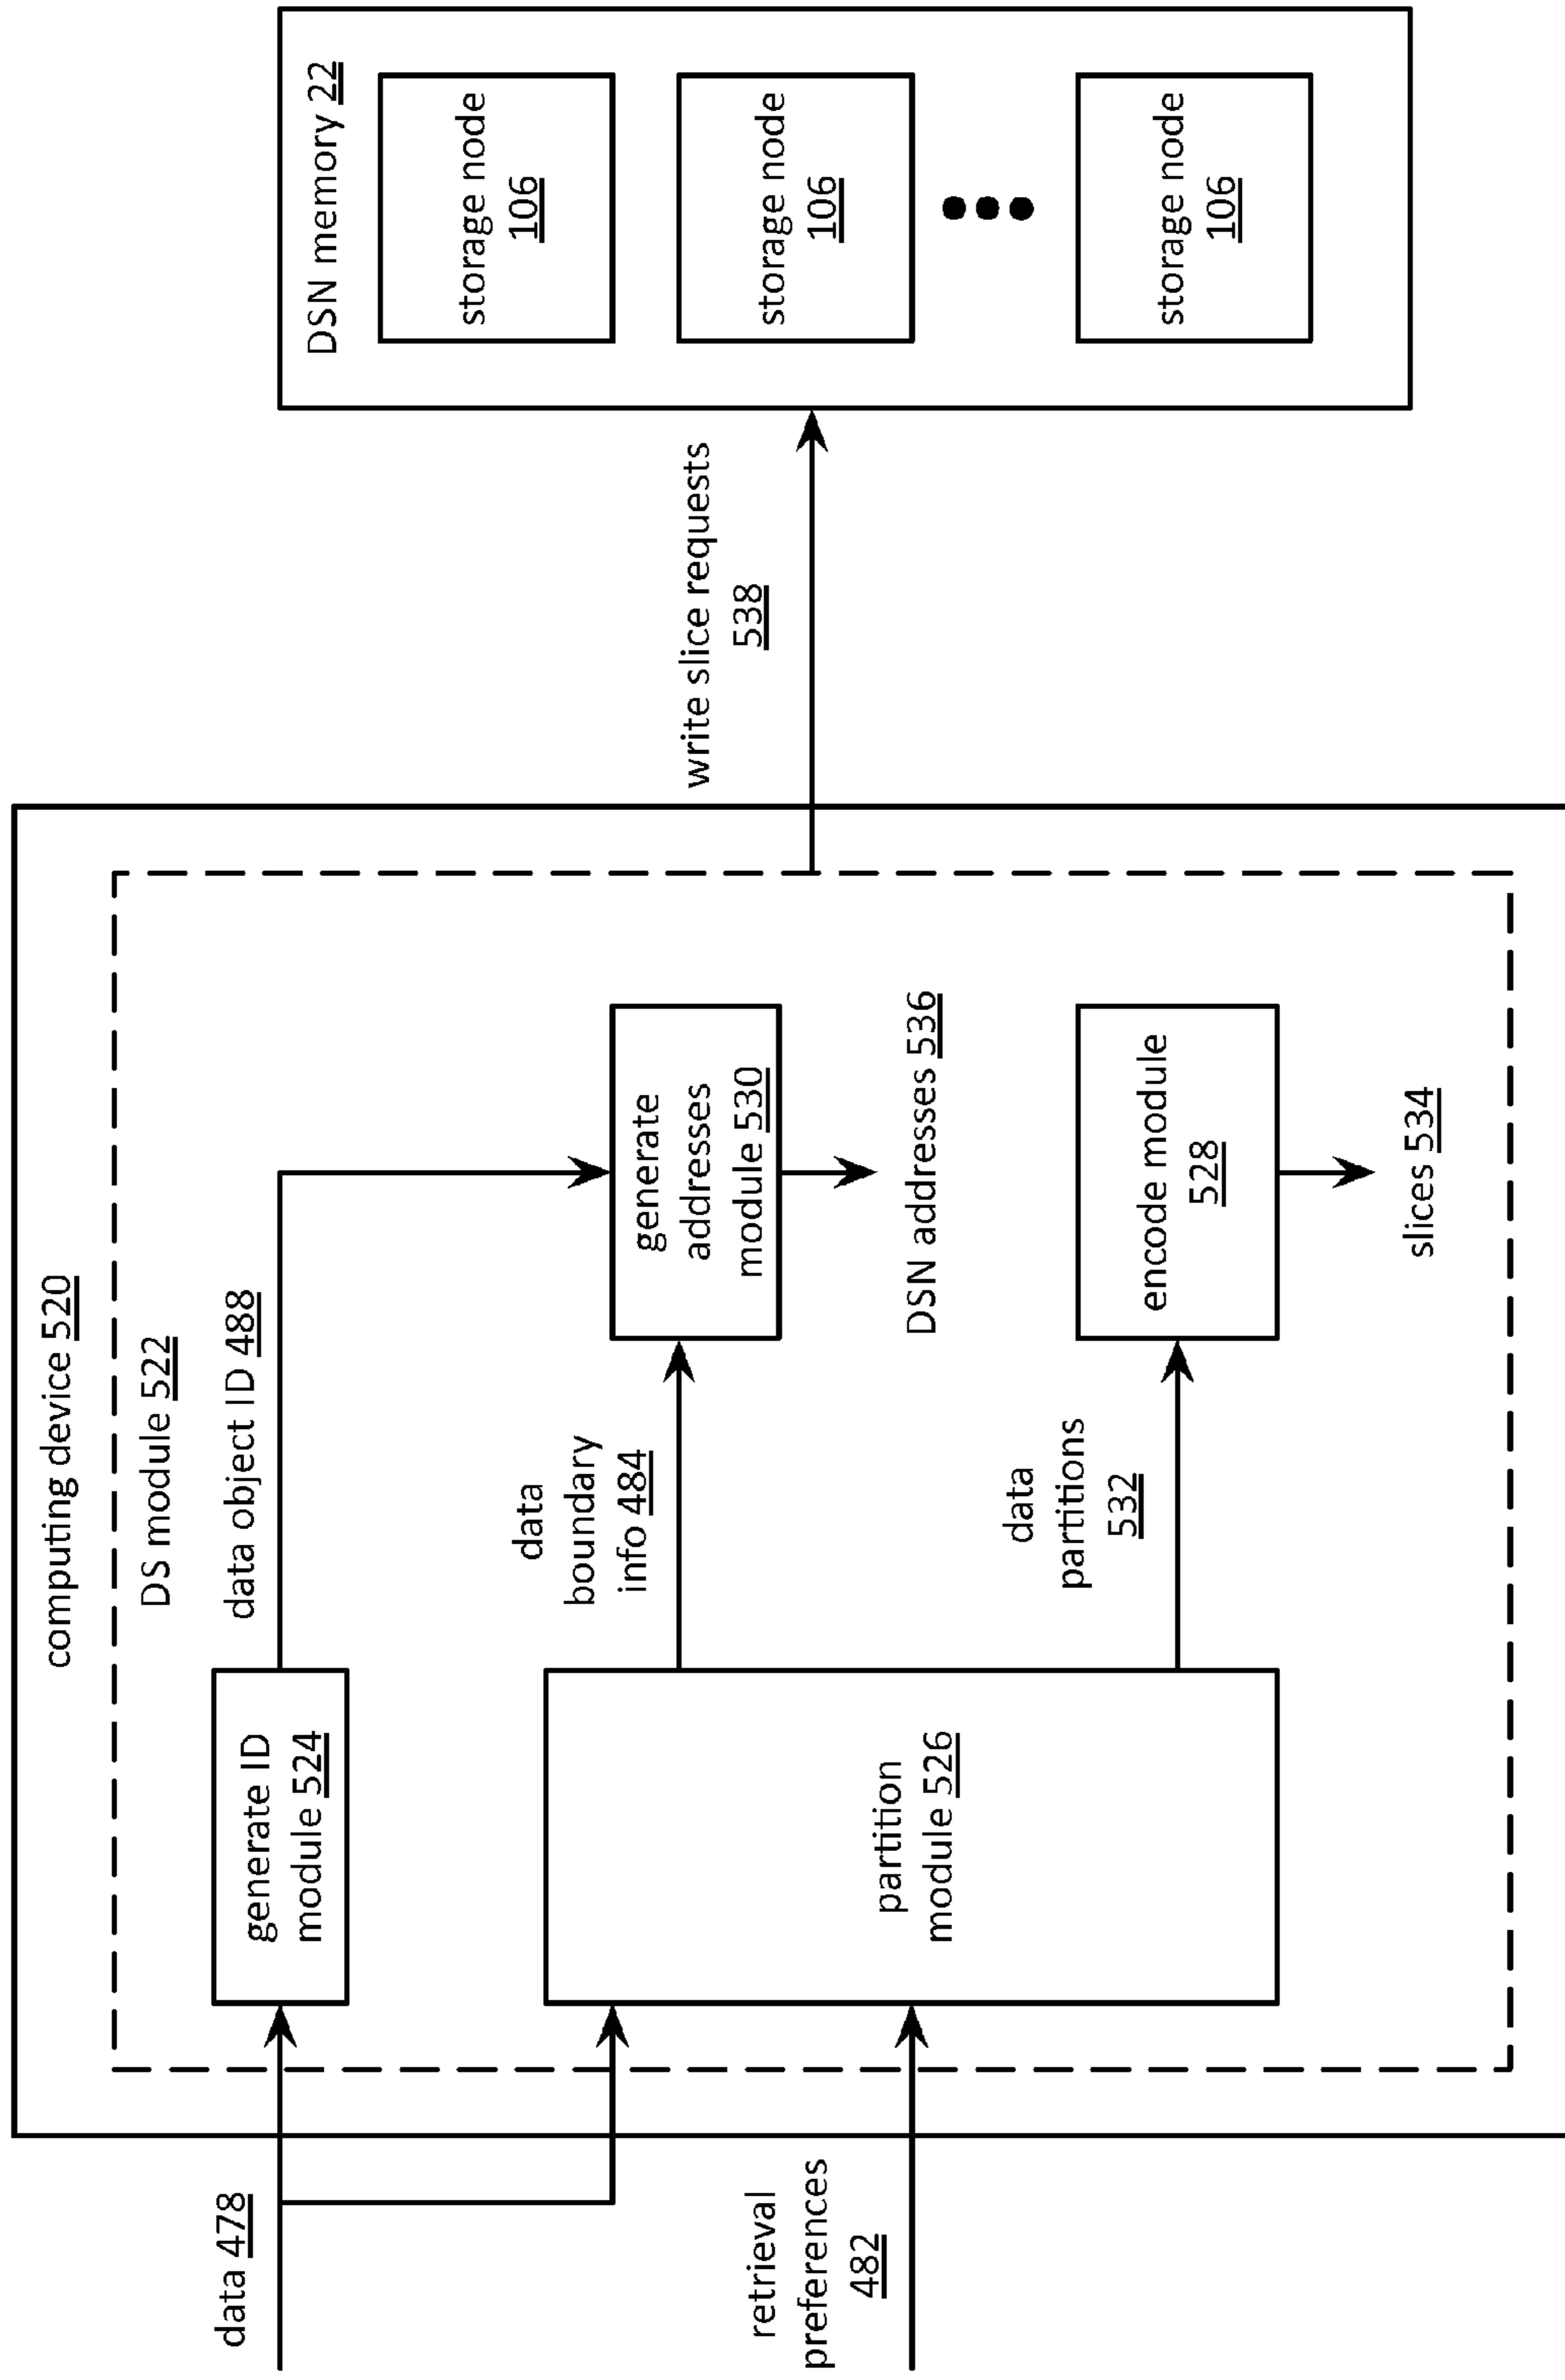 computing device 520
DS module 522
data 478
generate ID
module 524
data object ID 488
retrieval
preferences
482
partition
module 526
data
boundary
info 484
generate
addresses
module 530
DSN addresses 536
data
partitions
532
encode module
528
slices 534
write slice requests
538
DSN memory 22
storage node
106
storage node
106
storage node
106